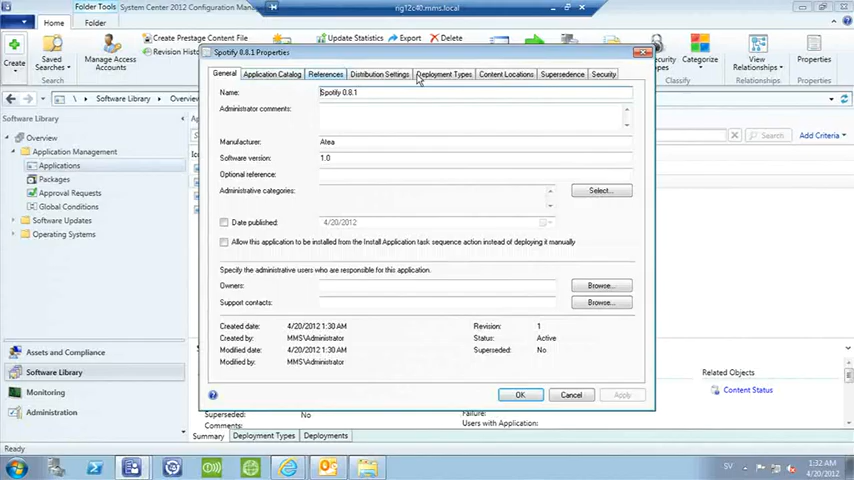 Folder Tools
System Center 2012 Configuration Man
rig12c40.mms.local
Home
Folder
Create
Saved
Searches
Search
Manage Access
Accounts
Create Prestage Content File
Revision Histo
Update Statistics
Export
Delete
Categorize
Classify
View
Relationships
Properties
Properties
\
Software Library
Overview
Software Library
Overview
Application Management
Applications
Packages
Approval Requests
Global Conditions
Software Updates
Operating Systems
Assets and Compliance
Software Library
Monitoring
Administration
Search
Add Criteria
Spotify 0.8.1 Properties
General
Application Catalog
References
Distribution Settings
Deployment Types
Content Locations
Supersedence
Security
Name:
Spotify 0.8.1
Administrator comments:
Manufacturer:
Atea
Software version:
1.0
Optional reference:
Administrative categories:
Select...
Date published:
4/20/2012
Allow this application to be installed from the Install Application task sequence action instead of deploying it manually
Specify the administrative users who are responsible for this application.
Owners:
Browse...
Support contacts:
Browse...
Created date:
4/20/2012 1:30 AM
Revision:
1
Created by:
MMS\Administrator
Status:
Active
Modified date:
4/20/2012 1:30 AM
Superseded:
No
Modified by:
MMS\Administrator
OK
Cancel
Apply
Related Objects
Content Status
Superseded:
No
Comments:
Users with Application:
Summary
Deployment Types
Deployments
Ready
SV
1:32 AM
4/20/2012